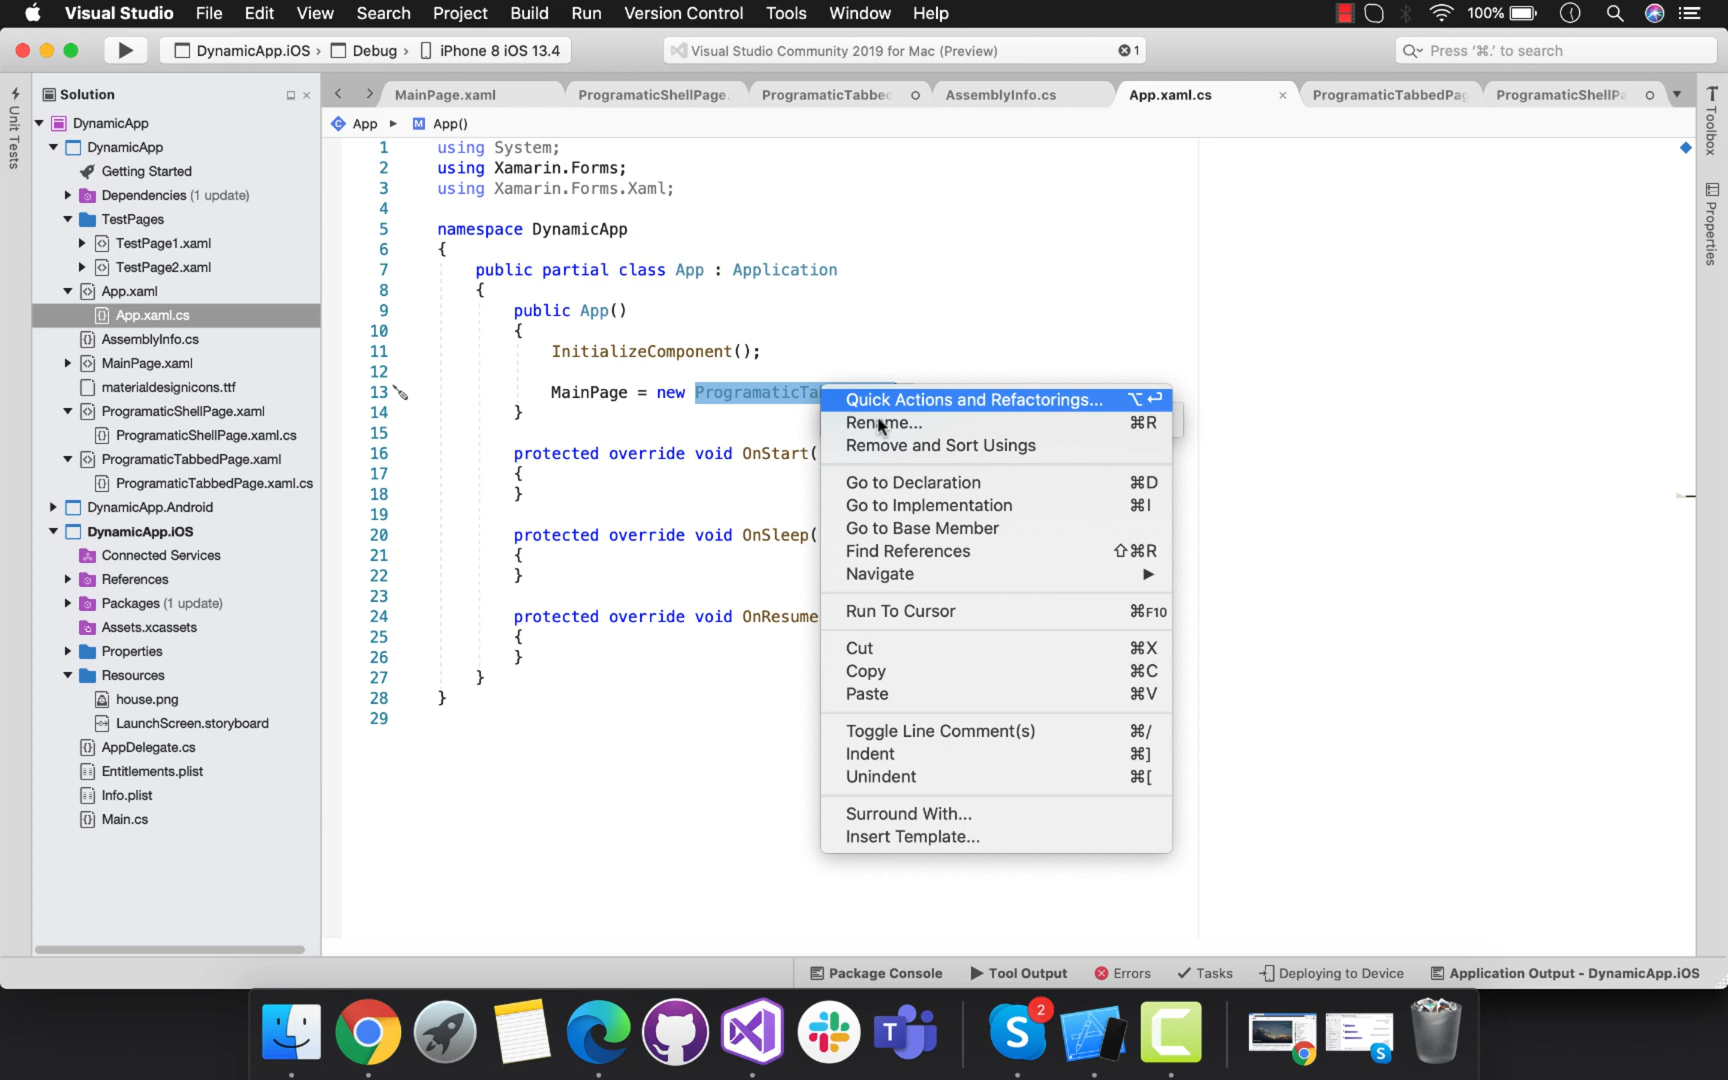 Visual Studio File Edit View Search Project Build Run Version Control Tools Window Help 100%
DynamicApp.iOS › Debug › iPhone 8 iOS 13.4
Visual Studio Community 2019 for Mac (Preview) 1
Press '⌘.' to search
Unit Tests
Solution
DynamicApp
DynamicApp
Getting Started
Dependencies (1 update)
TestPages
TestPage1.xaml
TestPage2.xaml
App.xaml
App.xaml.cs
AssemblyInfo.cs
MainPage.xaml
materialdesignicons.ttf
ProgramaticShellPage.xaml
ProgramaticShellPage.xaml.cs
ProgramaticTabbedPage.xaml
ProgramaticTabbedPage.xaml.cs
DynamicApp.Android
DynamicApp.iOS
Connected Services
References
Packages (1 update)
Assets.xcassets
Properties
Resources
house.png
LaunchScreen.storyboard
AppDelegate.cs
Entitlements.plist
Info.plist
Main.cs
MainPage.xaml ProgramaticShellPage. ProgramaticTabbed AssemblyInfo.cs App.xaml.cs ProgramaticTabbedPag ProgramaticShellPa
App App()
1 using System;
2 using Xamarin.Forms;
3 using Xamarin.Forms.Xaml;
4
5 namespace DynamicApp
6 {
7 public partial class App : Application
8 {
9 public App()
10 {
11 InitializeComponent();
12
13 MainPage = new ProgramaticTa
14 }
15
16 protected override void OnStart(
17 {
18 }
19
20 protected override void OnSleep(
21 {
22 }
23
24 protected override void OnResume
25 {
26 }
27 }
28 }
29
Quick Actions and Refactorings... ⌥↩
Rename... ⌘R
Remove and Sort Usings
Go to Declaration ⌘D
Go to Implementation ⌘I
Go to Base Member
Find References ⇧⌘R
Navigate
Run To Cursor ⌘F10
Cut ⌘X
Copy ⌘C
Paste ⌘V
Toggle Line Comment(s) ⌘/
Indent ⌘]
Unindent ⌘[
Surround With...
Insert Template...
Toolbox
Properties
Package Console Tool Output Errors Tasks Deploying to Device Application Output - DynamicApp.iOS
T
S
2
C
S